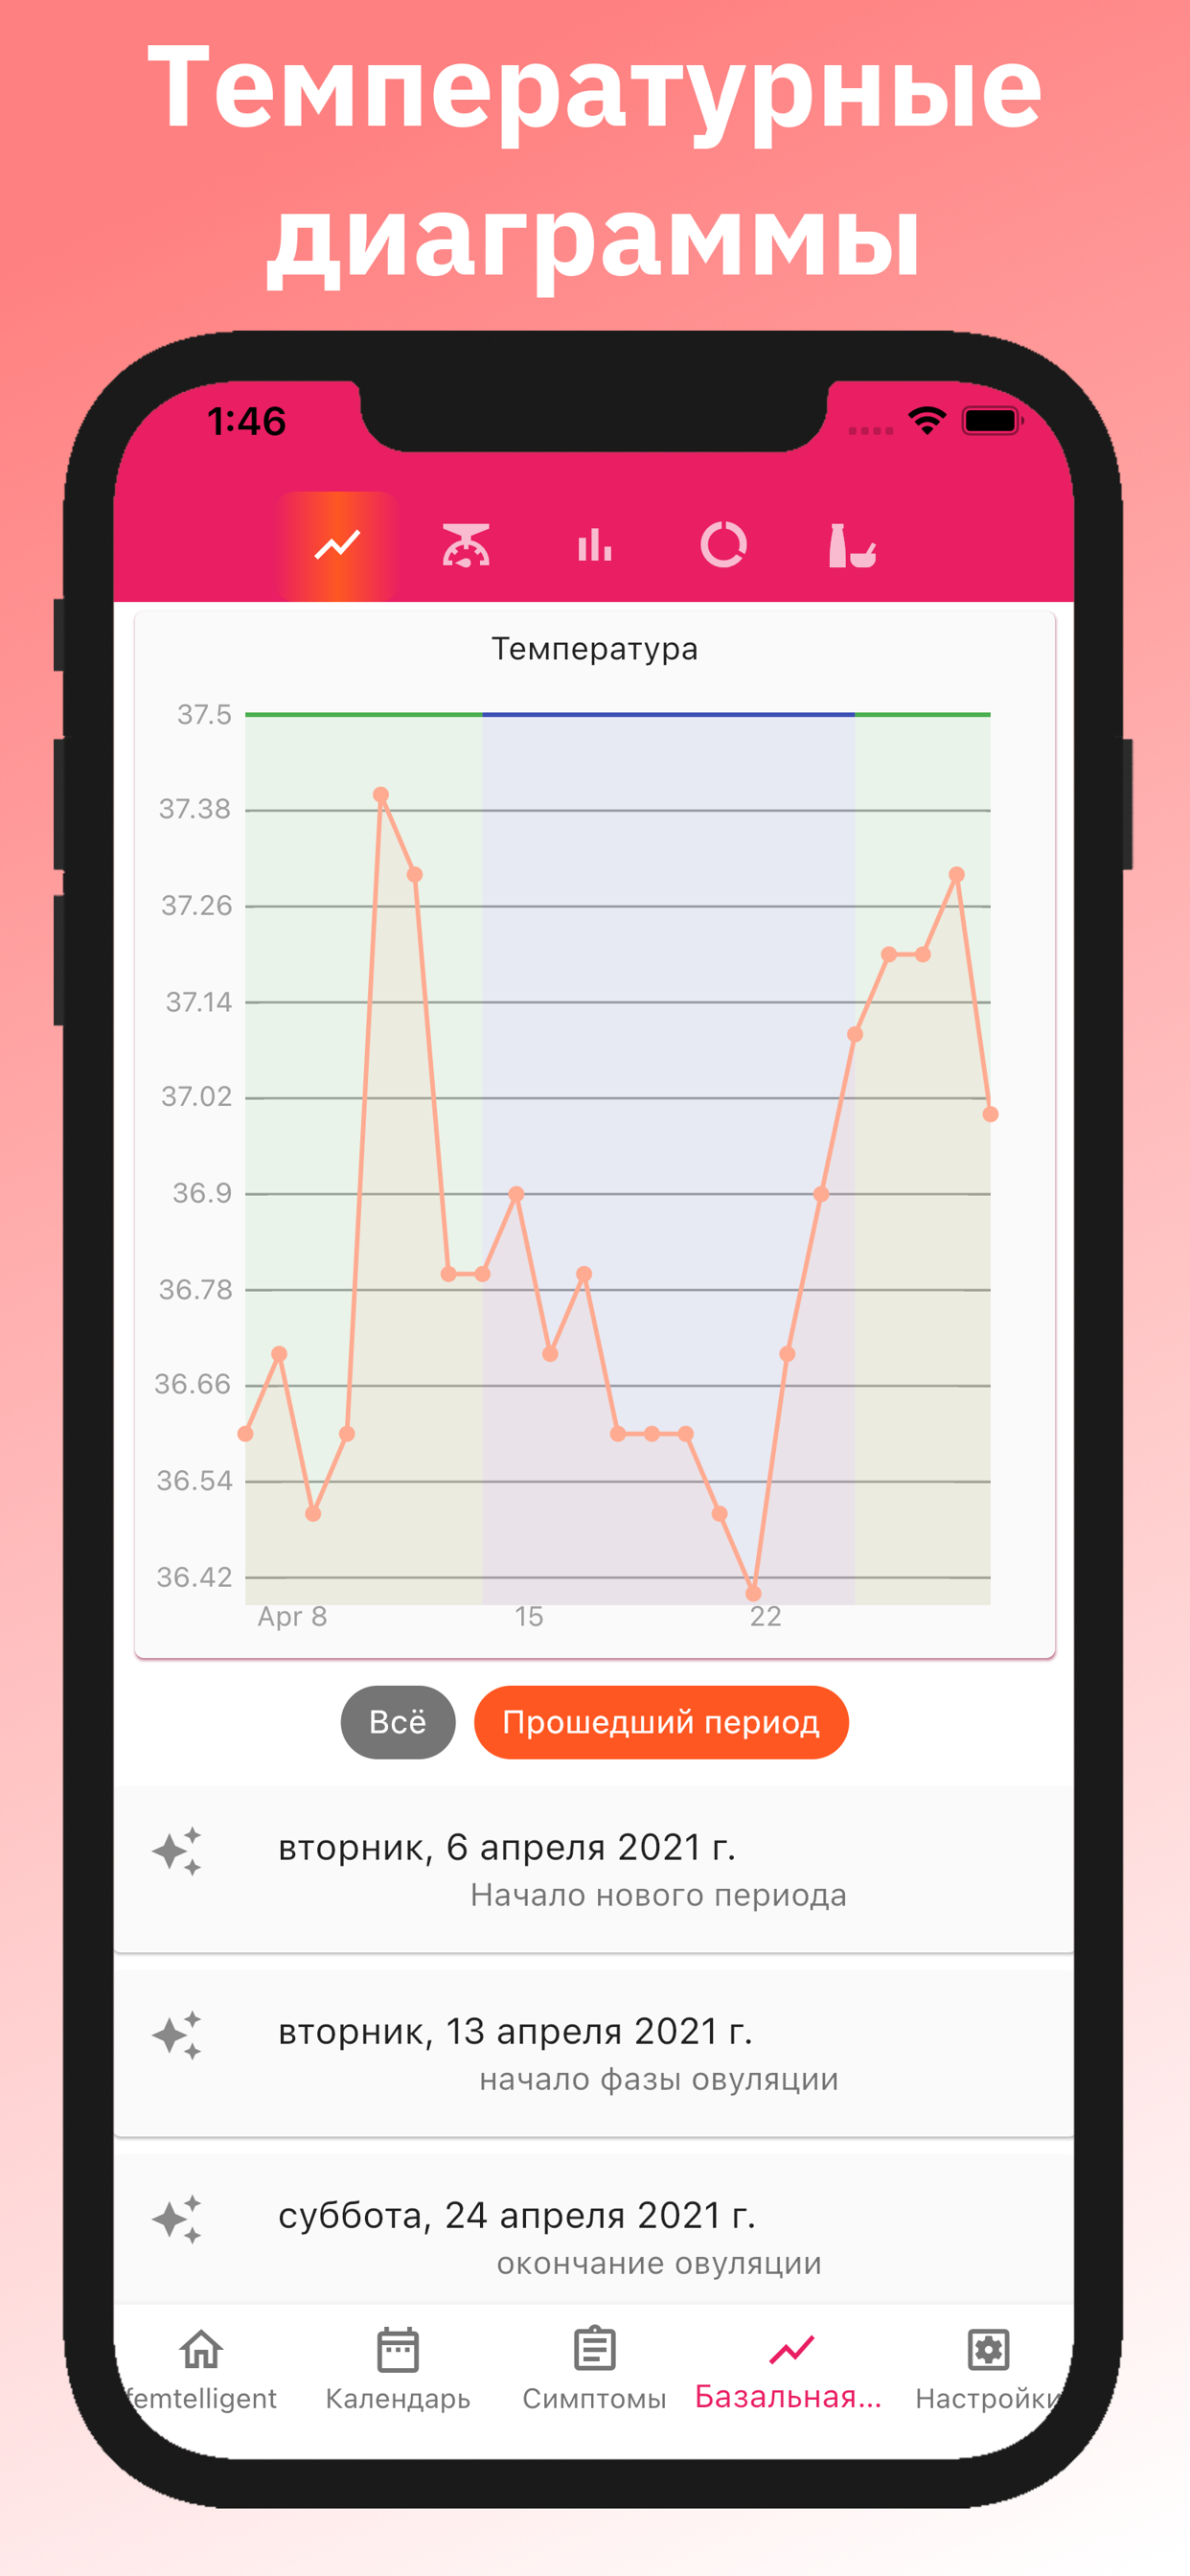 Температурные
диаграммы
1:46
Температура
37.5
37.38
37.26
37.14
37.02
36.9
36.78
36.66
36.54
36.42
Apr 8 15 22
Всё Прошедший период
вторник, 6 апреля 2021 г.
Начало нового периода
вторник, 13 апреля 2021 г.
начало фазы овуляции
суббота, 24 апреля 2021 г.
окончание овуляции
femtelligent Календарь Симптомы Базальная... Настройки